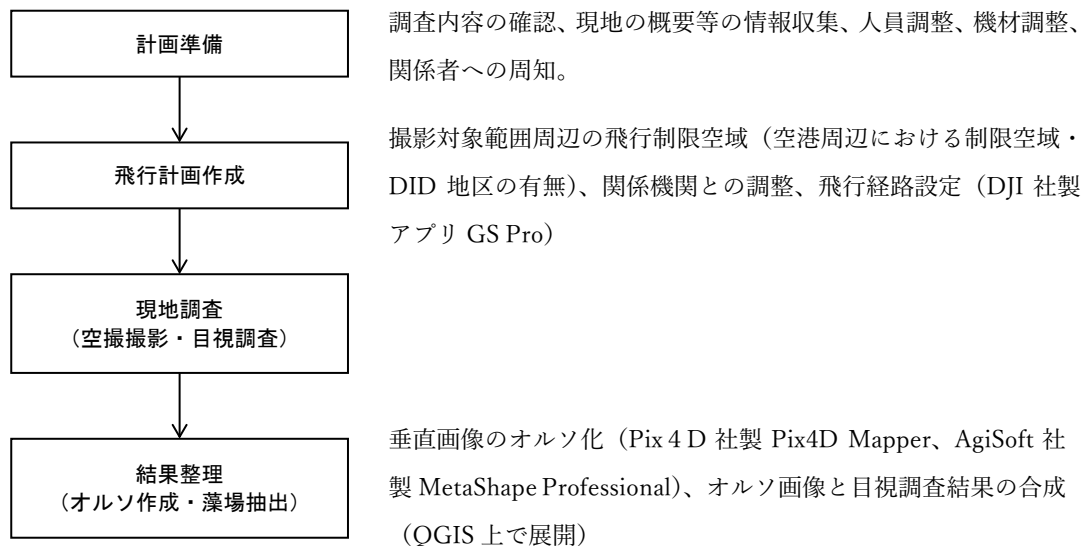 計画準備
調査内容の確認、現地の概要等の情報収集、人員調整、機材調整、
関係者への周知。
飛行計画作成
撮影対象範囲周辺の飛行制限空域（空港周辺における制限空域・
DID 地区の有無）、関係機関との調整、飛行経路設定（DJI 社製
アプリ GS Pro）
現地調査
（空撮撮影・目視調査）
結果整理
（オルソ作成・藻場抽出）
垂直画像のオルソ化（Pix４D 社製 Pix4D Mapper、AgiSoft 社
製 MetaShape Professional）、オルソ画像と目視調査結果の合成
（QGIS 上で展開）